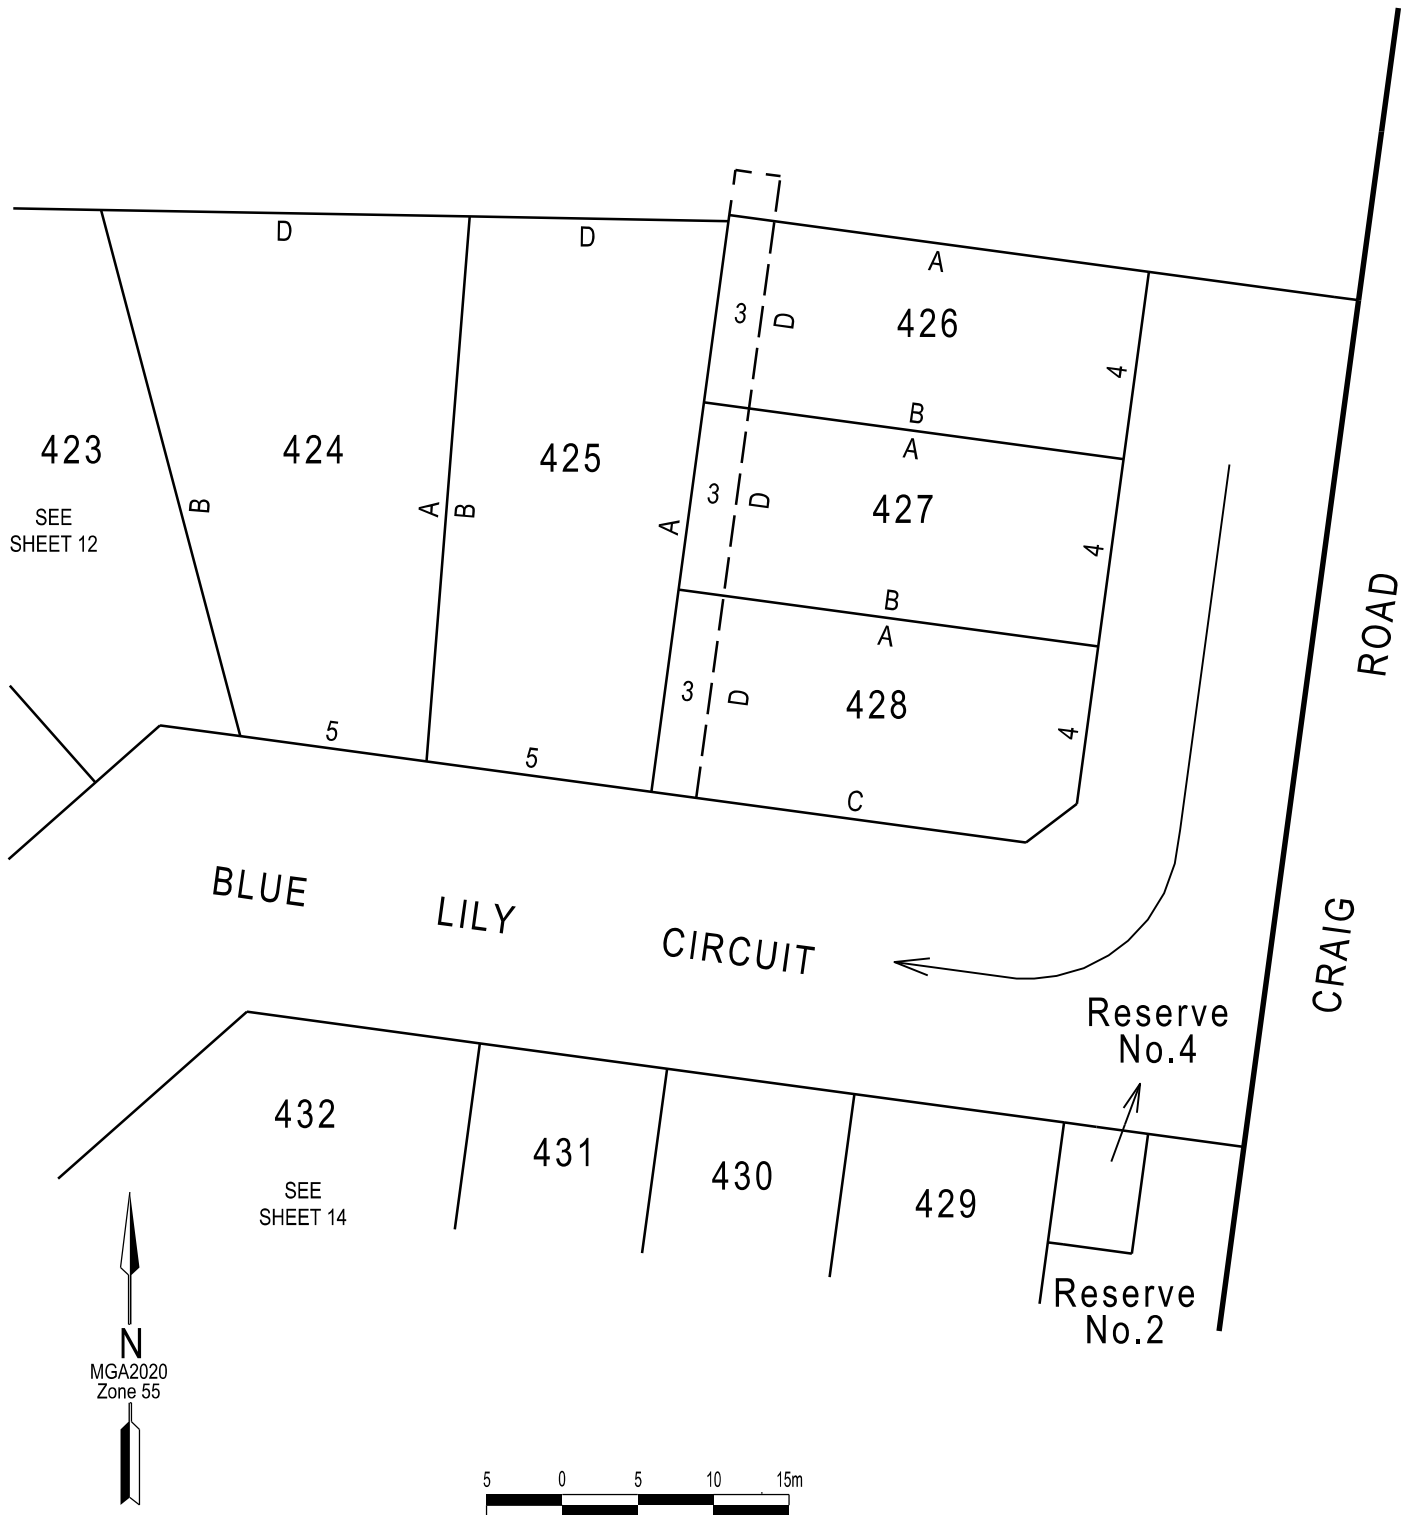 D
D
A
3
D
426
4
B
A
423
424
425
SEE
SHEET 12
B
A
B
A
3
D
427
4
ROAD
B
A
3
D
428
4
5
5
C
BLUE LILY CIRCUIT
CRAIG
Reserve
No.4
432
431
430
429
SEE
SHEET 14
Reserve
No.2
N
MGA2020
Zone 55
5 0 5 10 15m